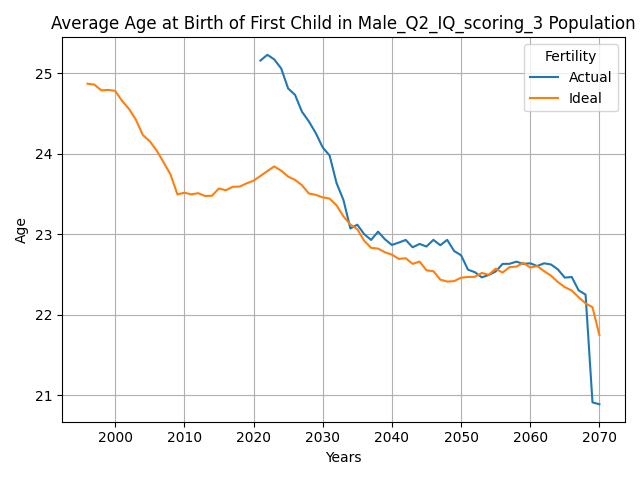 Average Age at Birth of First Child in Male_Q2_IQ_scoring_3 Population
Fertility
Actual
Ideal
Age
25
24
23
22
21
2000
2010
2020
2030
2040
2050
2060
2070
Years